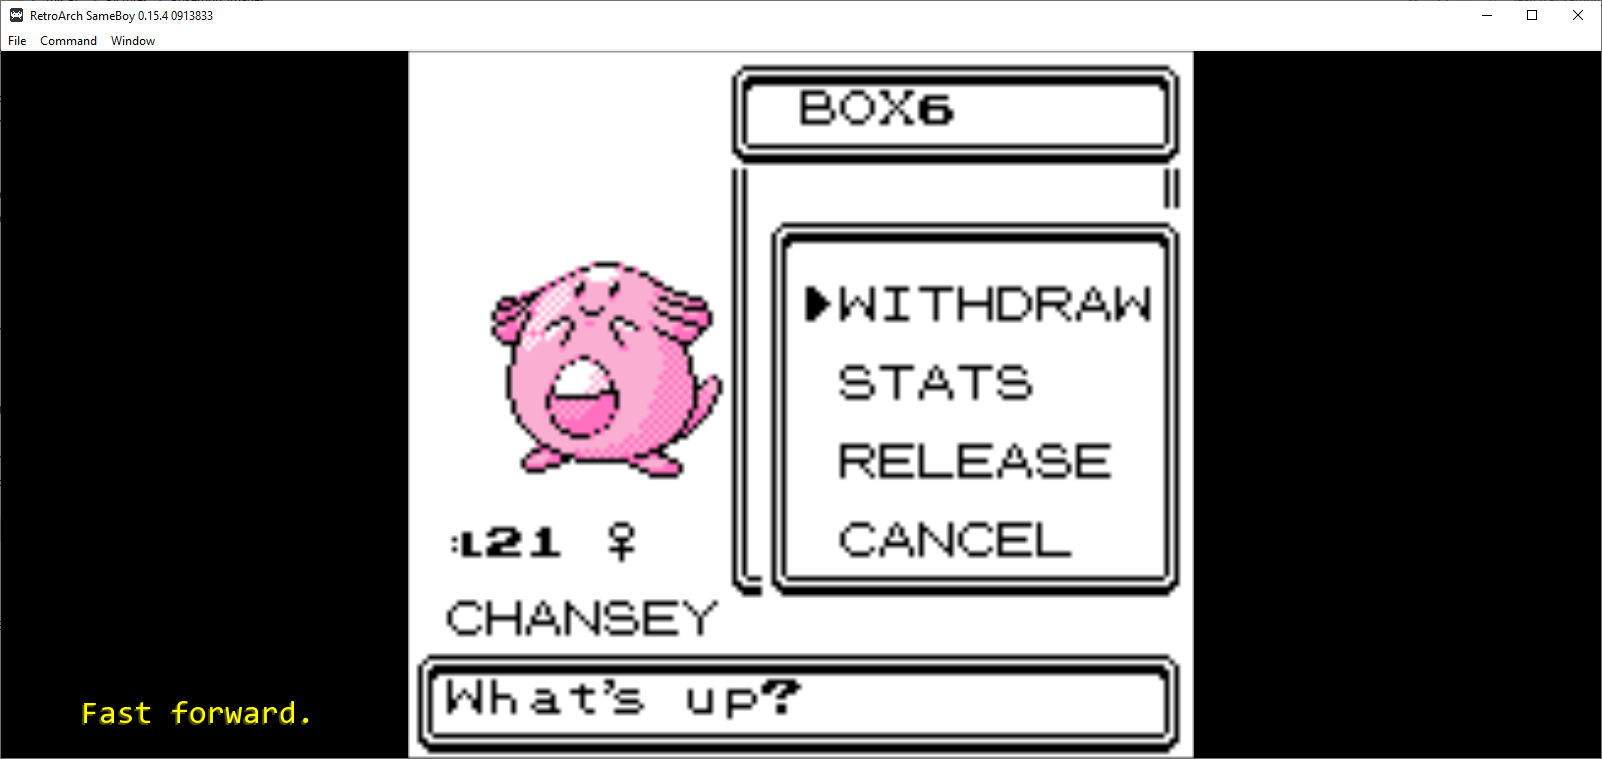 RetroArch SameBoy 0.15.4 0913833
File Command Window
BOX6
▶WITHDRAW
STATS
RELEASE
CANCEL
:L21 ♀
CHANSEY
What's up?
Fast forward.